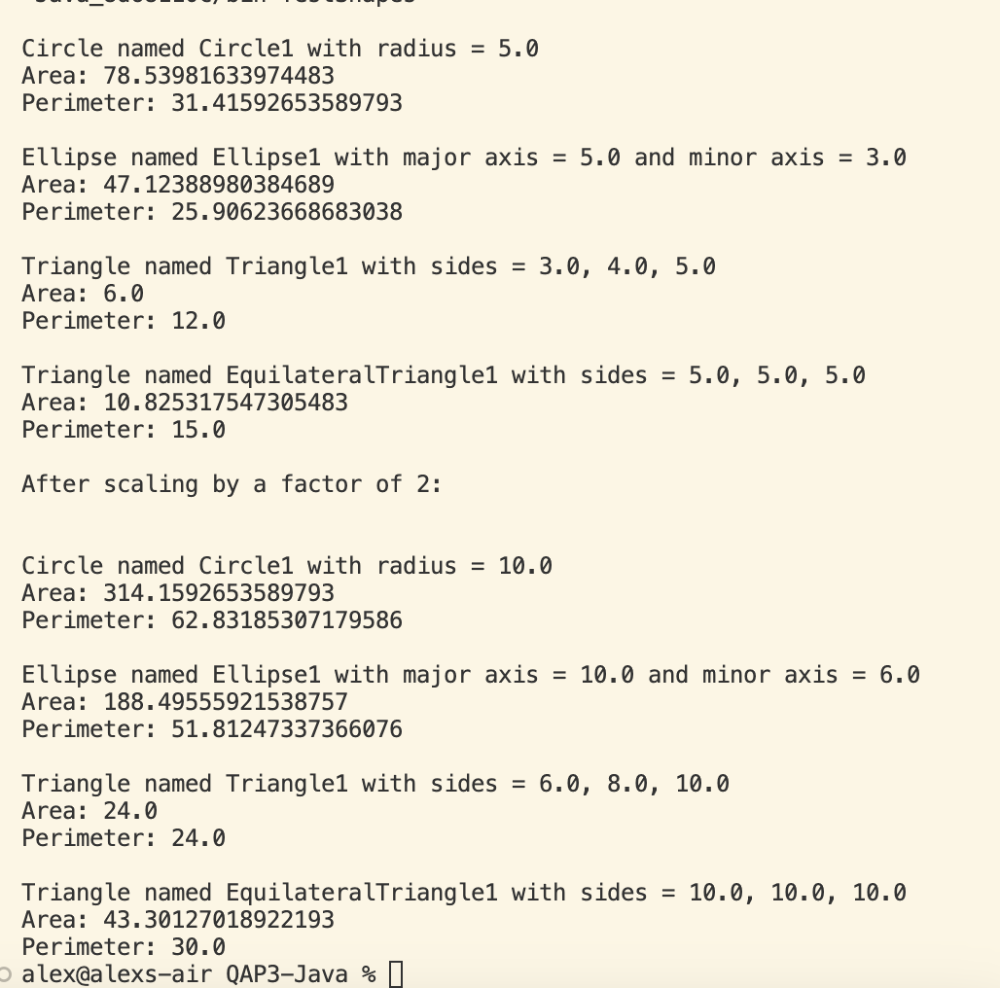 Circle named Circle1 with radius = 5.0
Area: 78.53981633974483
Perimeter: 31.41592653589793
Ellipse named Ellipse1 with major axis = 5.0 and minor axis = 3.0
Area: 47.12388980384689
Perimeter: 25.90623668683038
Triangle named Triangle1 with sides = 3.0, 4.0, 5.0
Area: 6.0
Perimeter: 12.0
Triangle named EquilateralTriangle1 with sides = 5.0, 5.0, 5.0
Area: 10.825317547305483
Perimeter: 15.0
After scaling by a factor of 2:
Circle named Circle1 with radius = 10.0
Area: 314.1592653589793
Perimeter: 62.83185307179586
Ellipse named Ellipse1 with major axis = 10.0 and minor axis = 6.0
Area: 188.49555921538757
Perimeter: 51.81247337366076
Triangle named Triangle1 with sides = 6.0, 8.0, 10.0
Area: 24.0
Perimeter: 24.0
Triangle named EquilateralTriangle1 with sides = 10.0, 10.0, 10.0
Area: 43.30127018922193
Perimeter: 30.0
alex@alexs-air QAP3-Java %